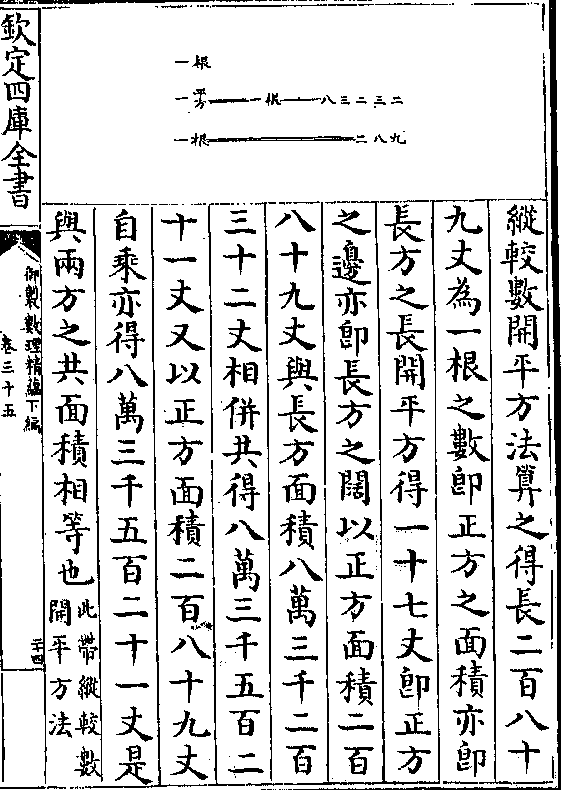 一根
一平方 一根 八三二三二
一根 二八九
縱較數開平方法算之得長二百八十
九丈為一根之數即正方之面積亦即
長方之長開平方得一十七丈即正方
之邊亦即長方之闊以正方面積二百
八十九丈與長方面積八萬三千二百
三十二丈相併共得八萬三千五百二
十一丈又以正方面積二百八十九丈
自乘亦得八萬三千五百二十一丈是
與兩方之共面積相等也此帶縱較數
開平方法
欽定四庫全書
御製數理精蘊下編
卷三十五
二十四